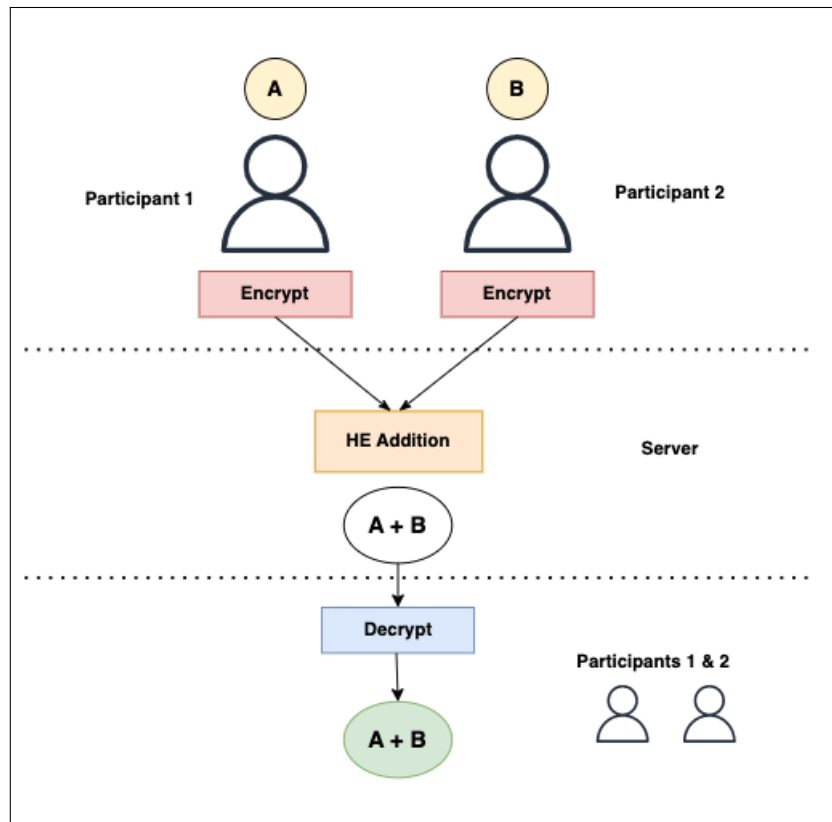 A
B
Participant 1
Participant 2
Encrypt
Encrypt
HE Addition
Server
A + B
Decrypt
Participants 1 & 2
A + B